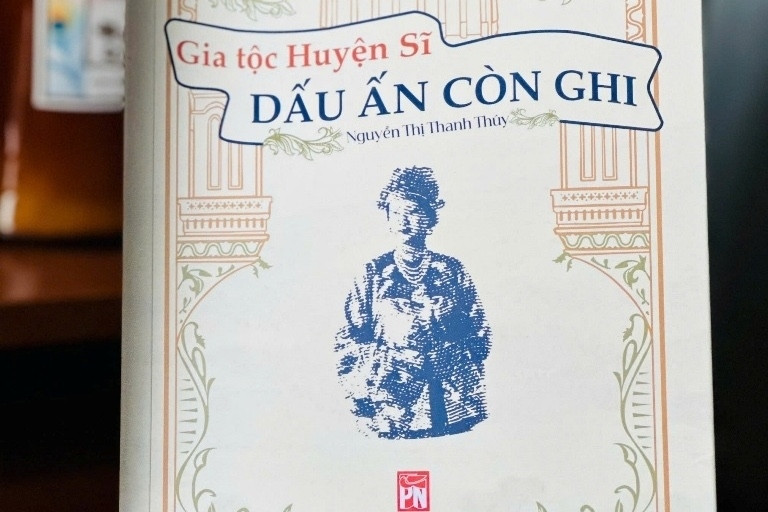 Gia tộc Huyện Sĩ
DẤU ẤN CÒN GHI
Nguyễn Thị Thanh Thúy
PN